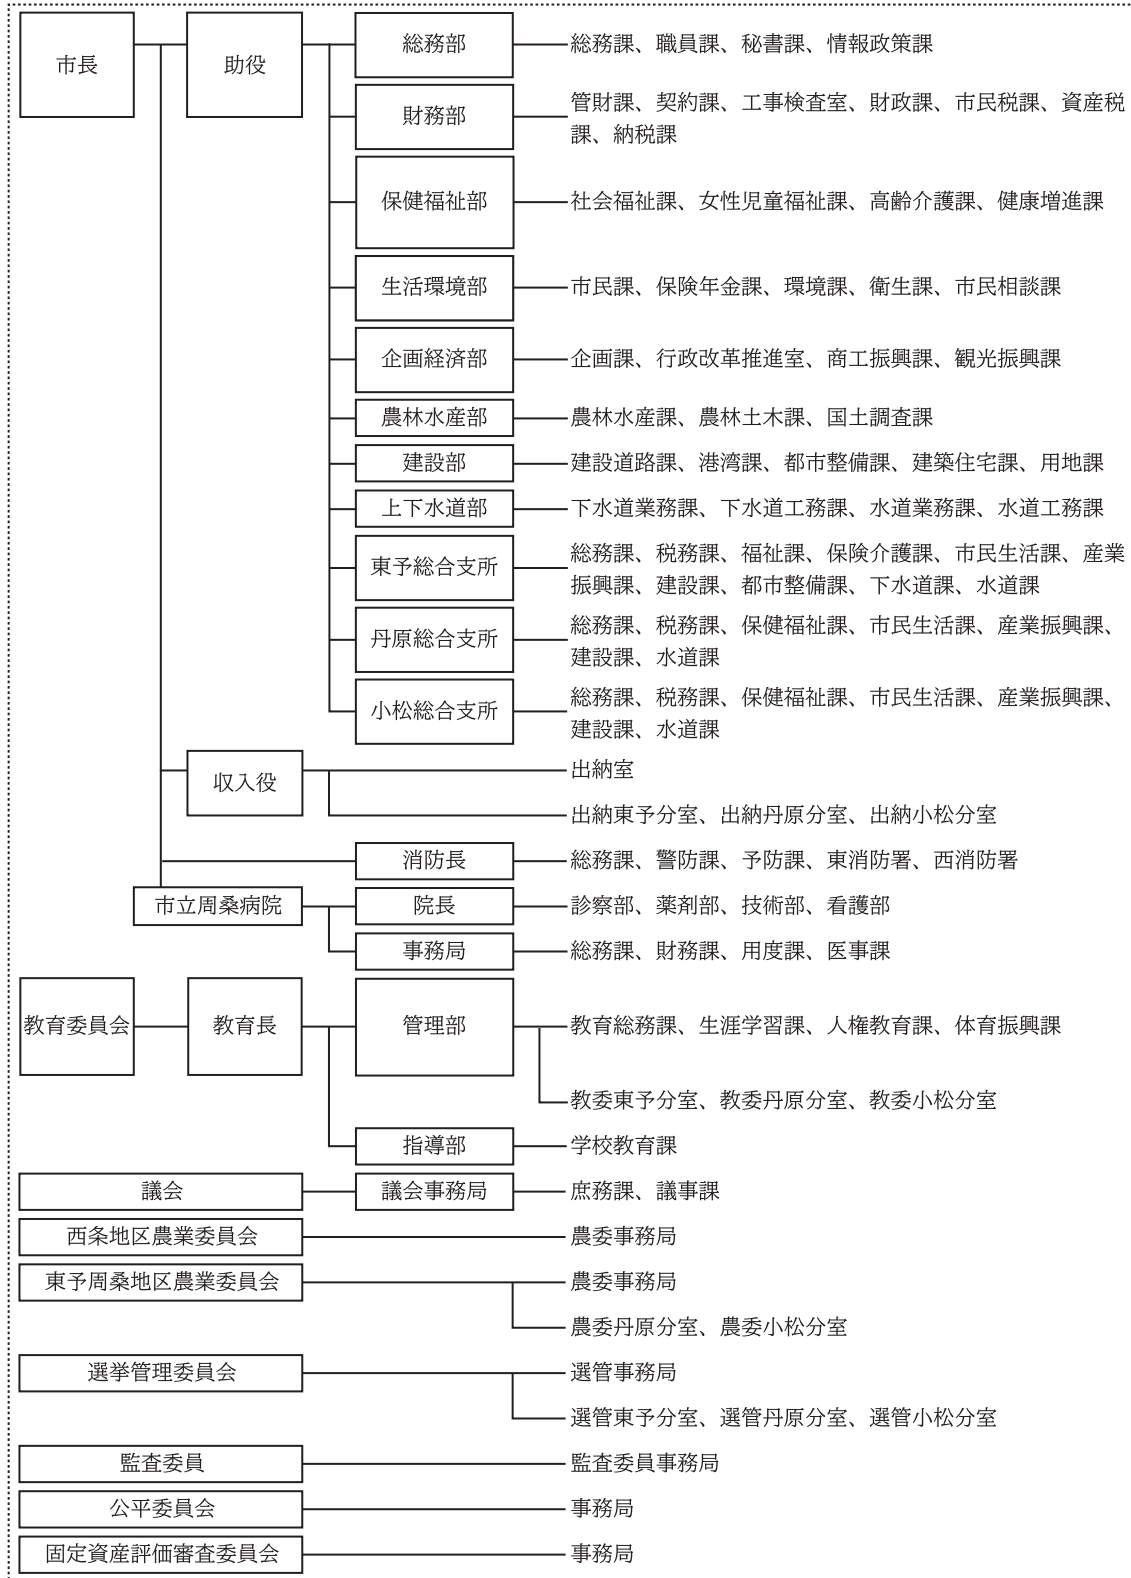 市長
助役
総務部
総務課、職員課、秘書課、情報政策課
財務部
管財課、契約課、工事検査室、財政課、市民税課、資産税
課、納税課
保健福祉部
社会福祉課、女性児童福祉課、高齢介護課、健康増進課
生活環境部
市民課、保険年金課、環境課、衛生課、市民相談課
企画経済部
企画課、行政改革推進室、商工振興課、観光振興課
農林水産部
農林水産課、農林土木課、国土調査課
建設部
建設道路課、港湾課、都市整備課、建築住宅課、用地課
上下水道部
下水道業務課、下水道工務課、水道業務課、水道工務課
東予総合支所
総務課、税務課、福祉課、保険介護課、市民生活課、産業
振興課、建設課、都市整備課、下水道課、水道課
丹原総合支所
総務課、税務課、保健福祉課、市民生活課、産業振興課、
建設課、水道課
小松総合支所
総務課、税務課、保健福祉課、市民生活課、産業振興課、
建設課、水道課
収入役
出納室
出納東予分室、出納丹原分室、出納小松分室
消防長
総務課、警防課、予防課、東消防署、西消防署
市立周桑病院
院長
診察部、薬剤部、技術部、看護部
事務局
総務課、財務課、用度課、医事課
教育委員会
教育長
管理部
教育総務課、生涯学習課、人権教育課、体育振興課
教委東予分室、教委丹原分室、教委小松分室
指導部
学校教育課
議会
議会事務局
庶務課、議事課
西条地区農業委員会
農委事務局
東予周桑地区農業委員会
農委事務局
農委丹原分室、農委小松分室
選挙管理委員会
選管事務局
選管東予分室、選管丹原分室、選管小松分室
監査委員
監査委員事務局
公平委員会
事務局
固定資産評価審査委員会
事務局